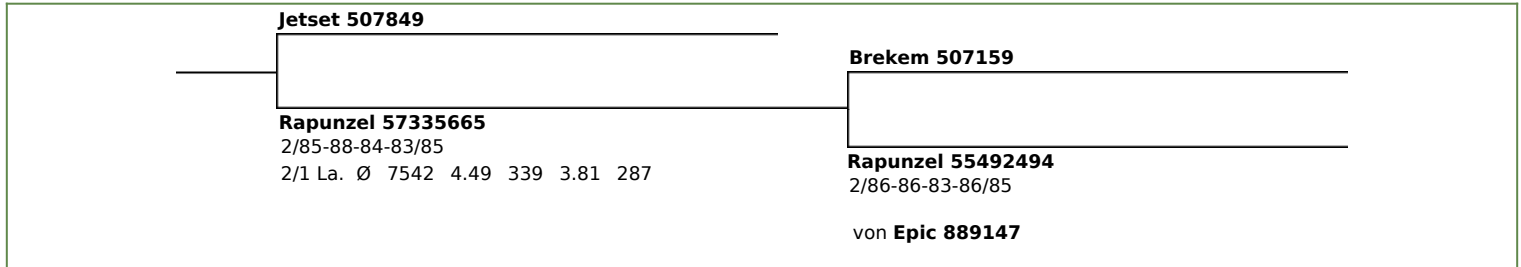 Jetset 507849
Brekem 507159
Rapunzel 57335665
2/85-88-84-83/85
2/1 La. Ø 7542 4.49 339 3.81 287
Rapunzel 55492494
2/86-86-83-86/85
von Epic 889147